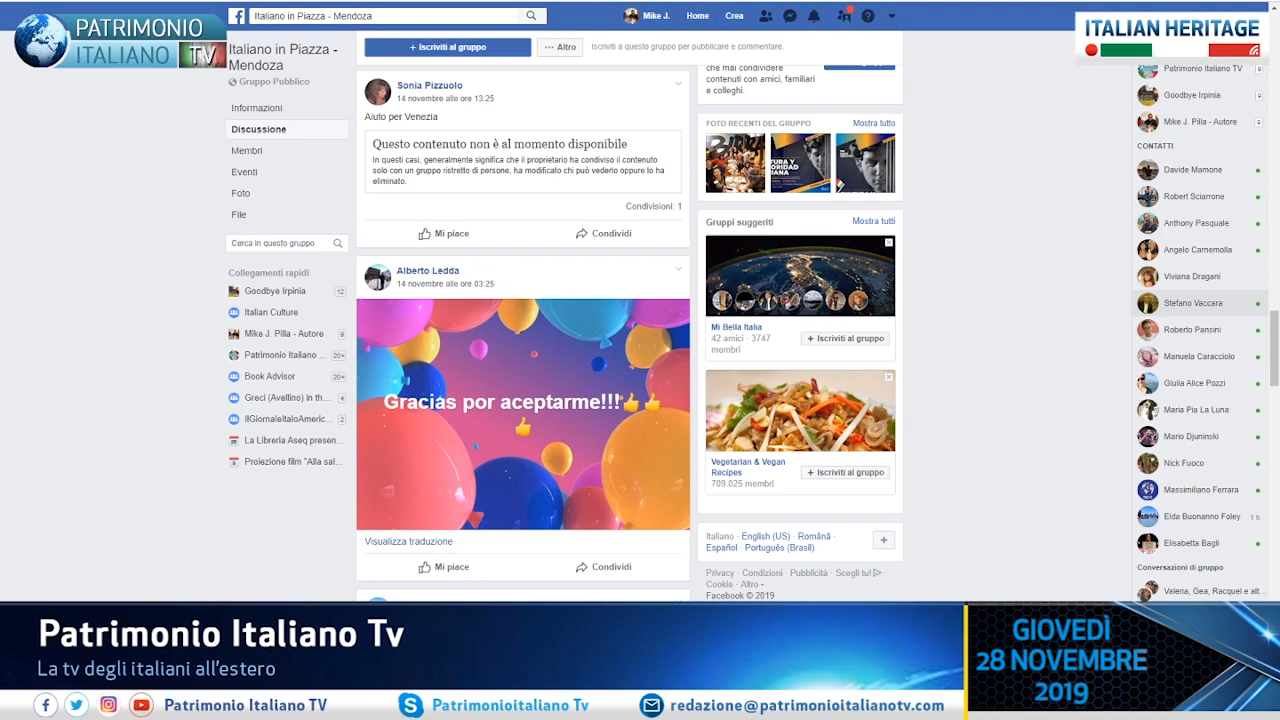 PATRIMONIO
ITALIANO TV
Italiano in Piazza - Mendoza
Mike J.
Home
Crea
ITALIAN HERITAGE
Italiano in Piazza -
Mendoza
Gruppo Pubblico
Informazioni
Discussione
Membri
Eventi
Foto
File
Cerca in questo gruppo
Collegamenti rapidi
Goodbye Irpinia 12
Italian Culture
Mike J. Pilla - Autore 9
Patrimonio Italiano ... 20+
Book Advisor 20+
Greci (Avellino) in th... 4
IlGiornaleItaloAmeric... 2
La Libreria Aseq presen...
Proiezione film "Alla sal...
+ Iscriviti al gruppo
••• Altro
Iscriviti a questo gruppo per pubblicare e commentare.
Sonia Pizzuolo
14 novembre alle ore 13:25
Aiuto per Venezia
Questo contenuto non è al momento disponibile
In questi casi, generalmente significa che il proprietario ha condiviso il contenuto
solo con un gruppo ristretto di persone, ha modificato chi può vederlo oppure lo ha
eliminato.
Condivisioni: 1
Mi piace
Condividi
Alberto Ledda
14 novembre alle ore 03:25
Gracias por aceptarme!!!👍👍
👍
Visualizza traduzione
Mi piace
Condividi
che mai condividere
contenuti con amici, familiari
e colleghi.
FOTO RECENTI DEL GRUPPO
Mostra tutto
Gruppi suggeriti
Mostra tutti
Mi Bella Italia
42 amici · 3747
membri
+ Iscriviti al gruppo
Vegetarian & Vegan
Recipes
709.025 membri
+ Iscriviti al gruppo
Italiano · English (US) · Română ·
Español · Português (Brasil)
Privacy · Condizioni · Pubblicità · Scegli tu! ·
Cookie · Altro
Facebook © 2019
Patrimonio Italiano TV
Goodbye Irpinia
Mike J. Pilla - Autore
CONTATTI
Davide Mamone
Robert Sciarrone
Anthony Pasquale
Angelo Carnemolla
Viviana Dragani
Stefano Vaccara
Roberto Pansini
Manuela Caracciolo
Giulia Alice Pozzi
Maria Pia La Luna
Mario Djuninski
Nick Fuoco
Massimiliano Ferrara
Elda Buonanno Foley 1 h
Elisabetta Bagli
Conversazioni di gruppo
Valeria, Gea, Racquel e alt...
Patrimonio Italiano Tv
La tv degli italiani all'estero
GIOVEDÌ
28 NOVEMBRE
2019
Patrimonio Italiano TV
Patrimonioitaliano Tv
redazione@patrimonioitalianotv.com